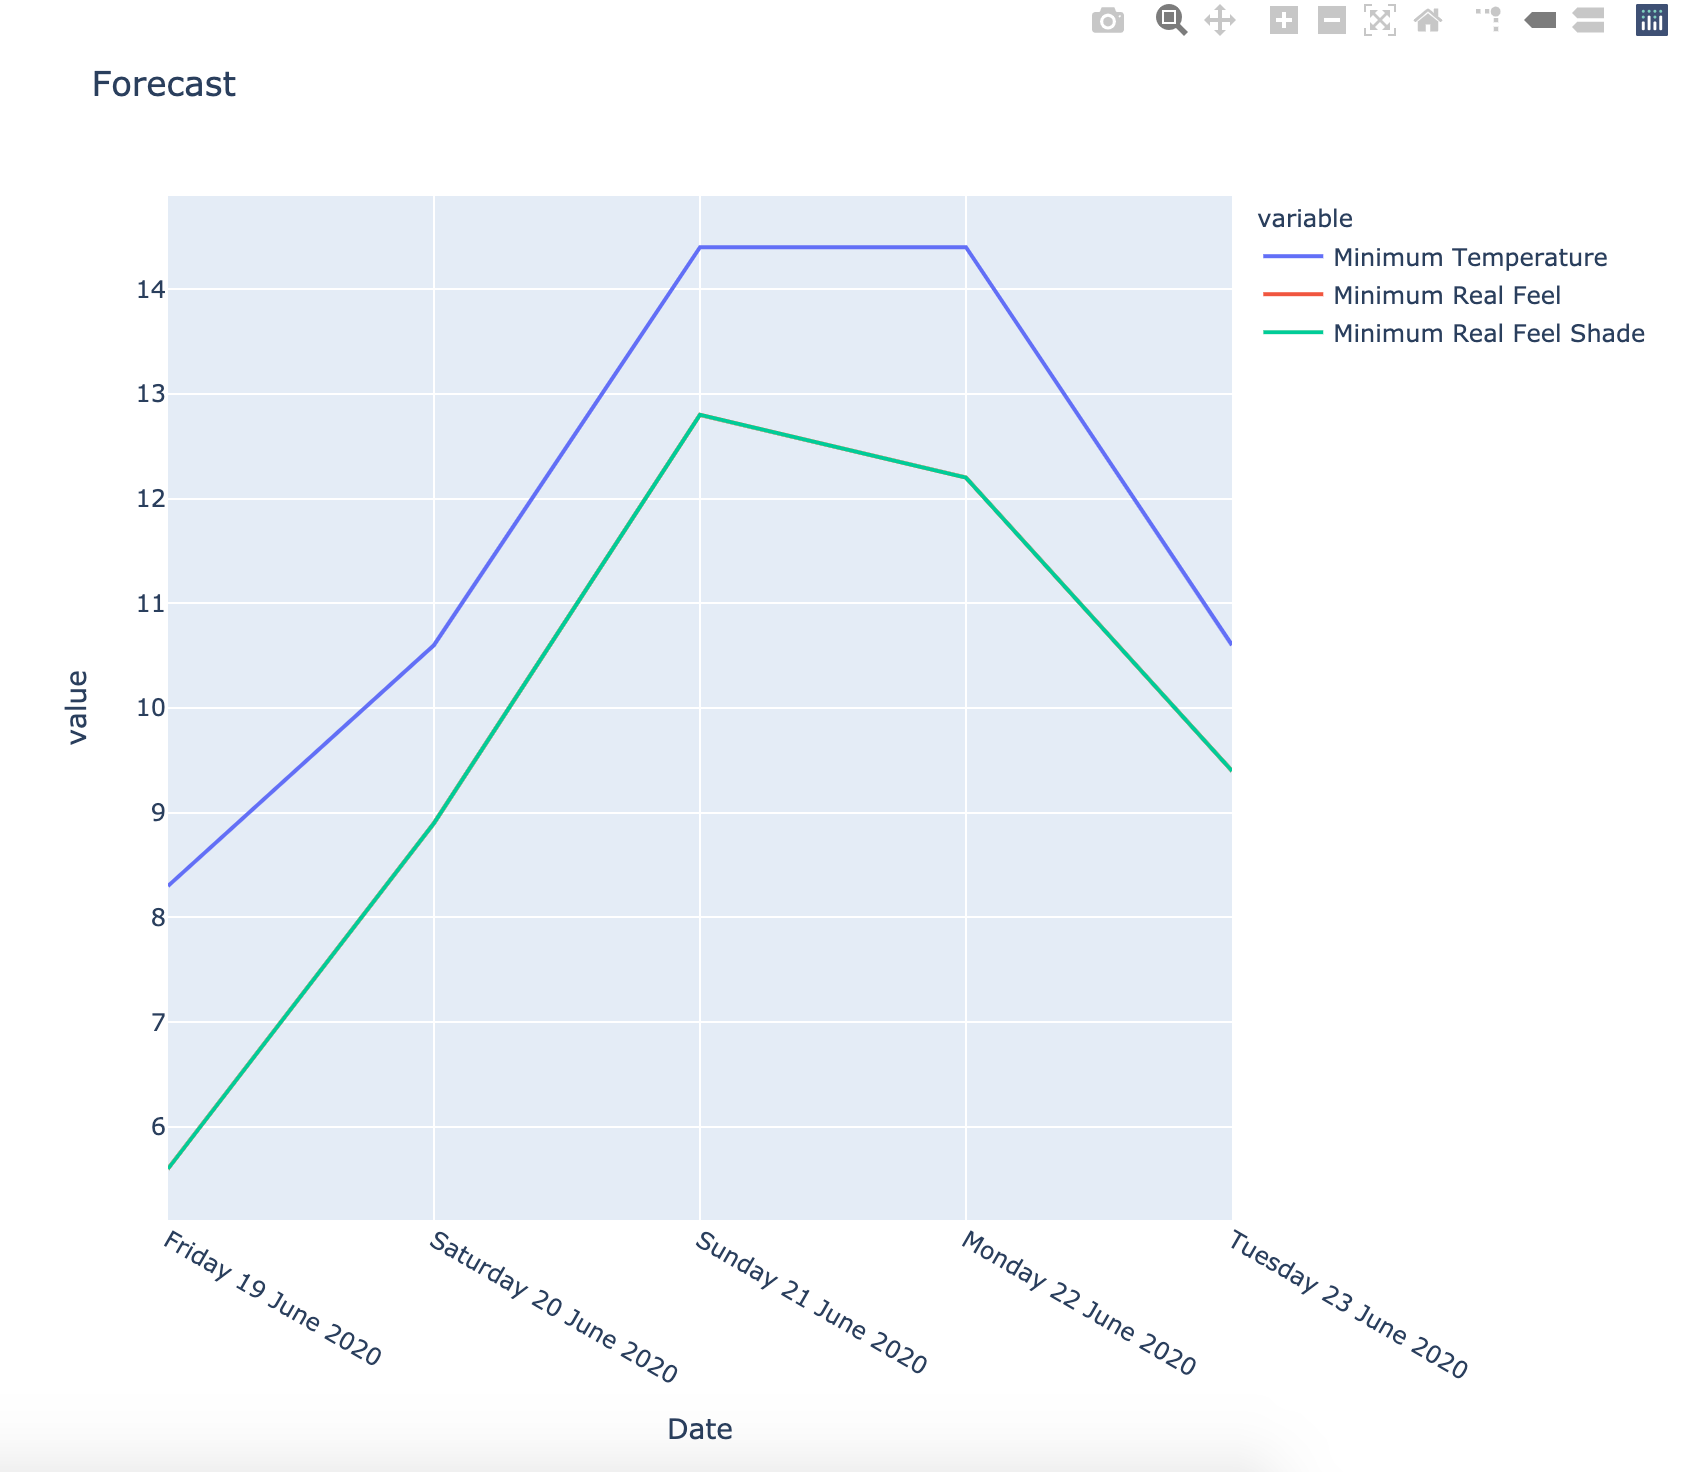 Forecast
variable
Minimum Temperature
Minimum Real Feel
Minimum Real Feel Shade
14
13
12
11
10
9
8
7
6
value
Friday 19 June 2020
Saturday 20 June 2020
Sunday 21 June 2020
Monday 22 June 2020
Tuesday 23 June 2020
Date